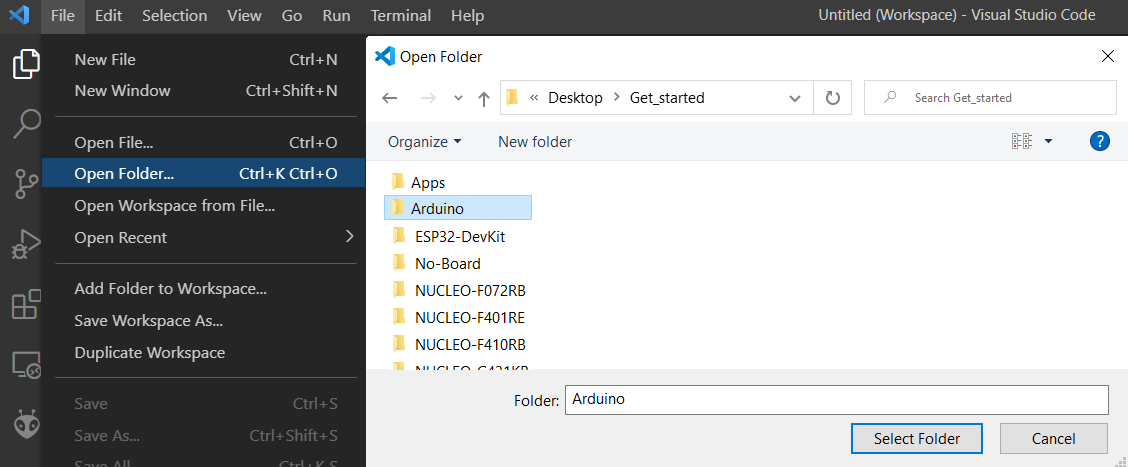 File Edit Selection View Go Run Terminal Help Untitled (Workspace) - Visual Studio Code
New File Ctrl+N
New Window Ctrl+Shift+N
Open File... Ctrl+O
Open Folder... Ctrl+K Ctrl+O
Open Workspace from File...
Open Recent
Add Folder to Workspace...
Save Workspace As...
Duplicate Workspace
Save Ctrl+S
Save As... Ctrl+Shift+S
Save All Ctrl+K S
Open Folder
« Desktop > Get_started
Search Get_started
Organize New folder
?
Apps
Arduino
ESP32-DevKit
No-Board
NUCLEO-F072RB
NUCLEO-F401RE
NUCLEO-F410RB
Folder: Arduino
Select Folder Cancel